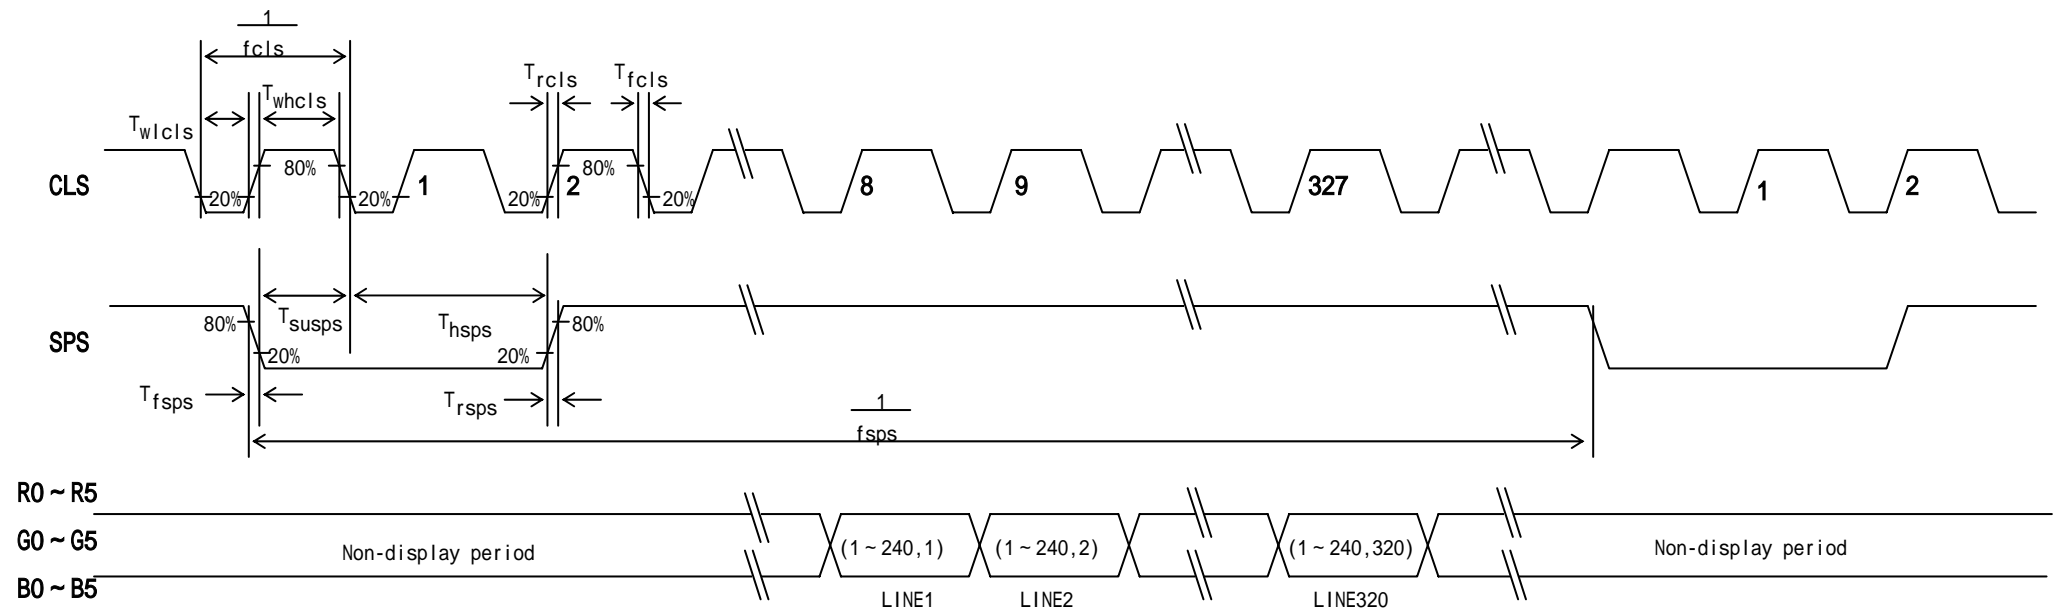 1
fcls
Twhcls
Twlcls
Trcls
Tfcls
CLS
20%
80%
20%
1
20%
2
80%
20%
8
9
327
1
2
SPS
80%
20%
Tsusps
Thsps
20%
80%
Tfsps
Trsps
1
fsps
R0~R5
G0~G5
B0~B5
Non-display period
(1~240,1)
(1~240,2)
(1~240,320)
Non-display period
LINE1
LINE2
LINE320